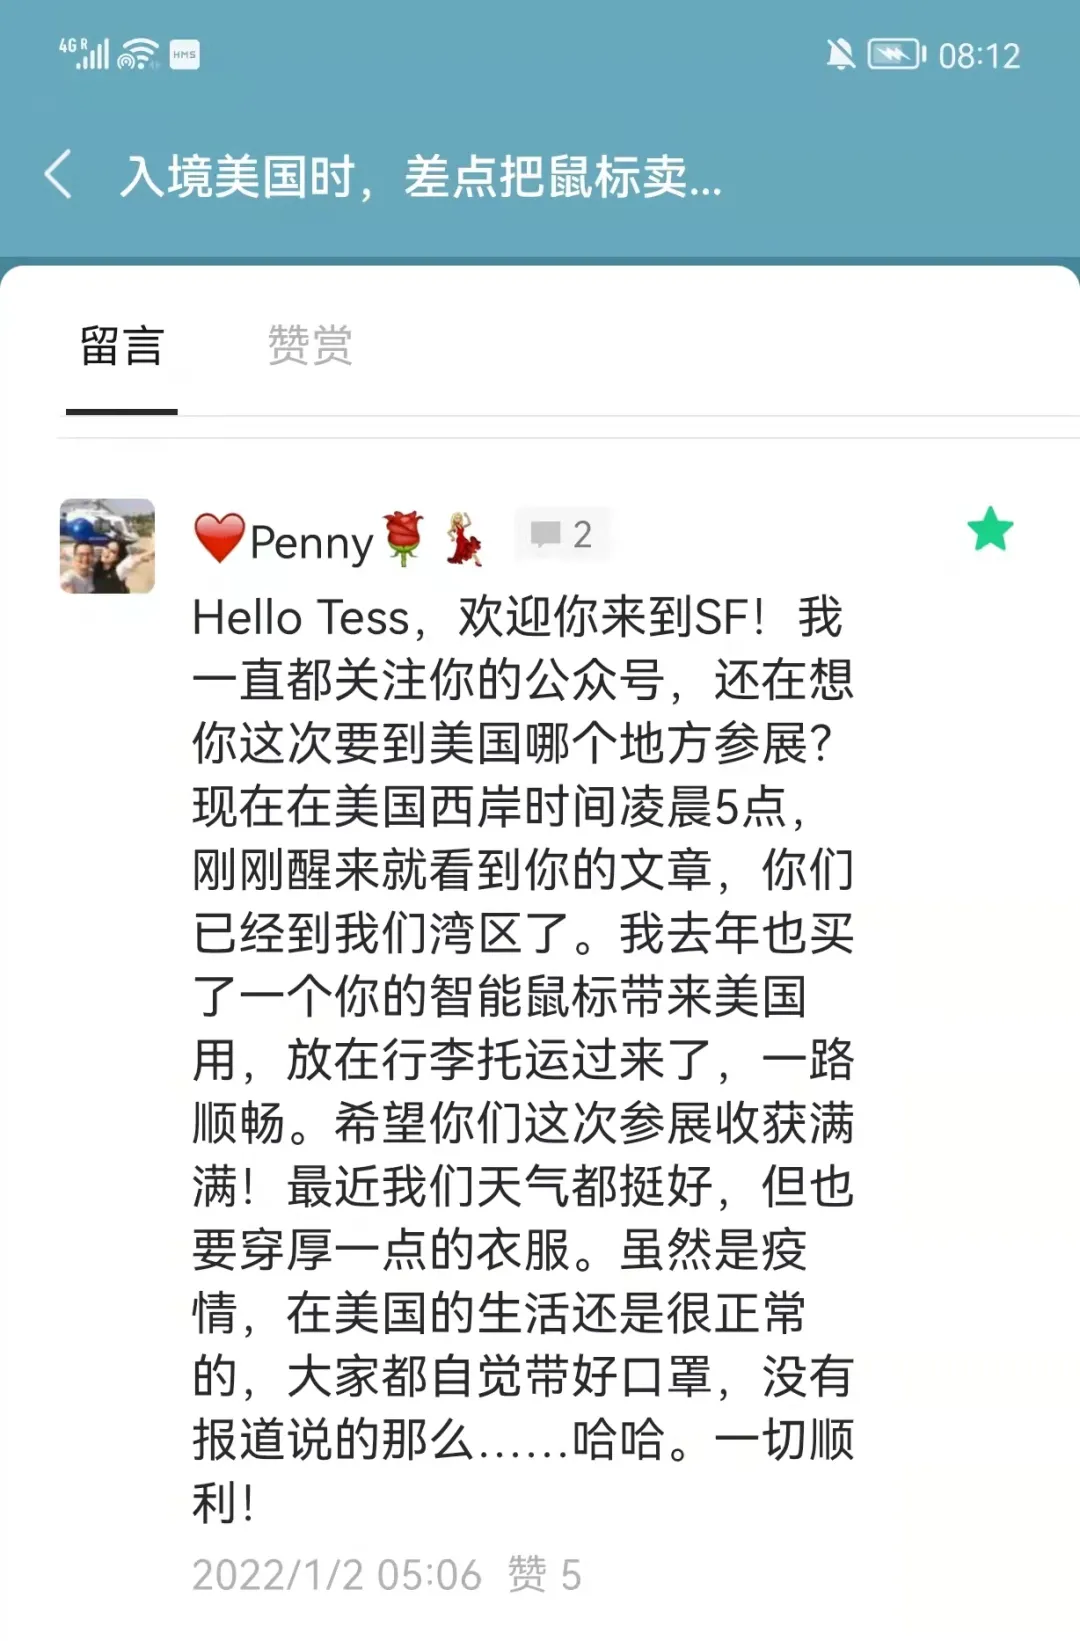 4G R HMS 08:12
入境美国时，差点把鼠标卖...
留言 赞赏
Penny 2
Hello Tess，欢迎你来到SF！我
一直都关注你的公众号，还在想
你这次要到美国哪个地方参展？
现在在美国西岸时间凌晨5点，
刚刚醒来就看到你的文章，你们
已经到我们湾区了。我去年也买
了一个你的智能鼠标带来美国
用，放在行李托运过来了，一路
顺畅。希望你们这次参展收获满
满！最近我们天气都挺好，但也
要穿厚一点的衣服。虽然是疫
情，在美国的生活还是很正常
的，大家都自觉带好口罩，没有
报道说的那么……哈哈。一切顺
利！
2022/1/2 05:06 赞 5